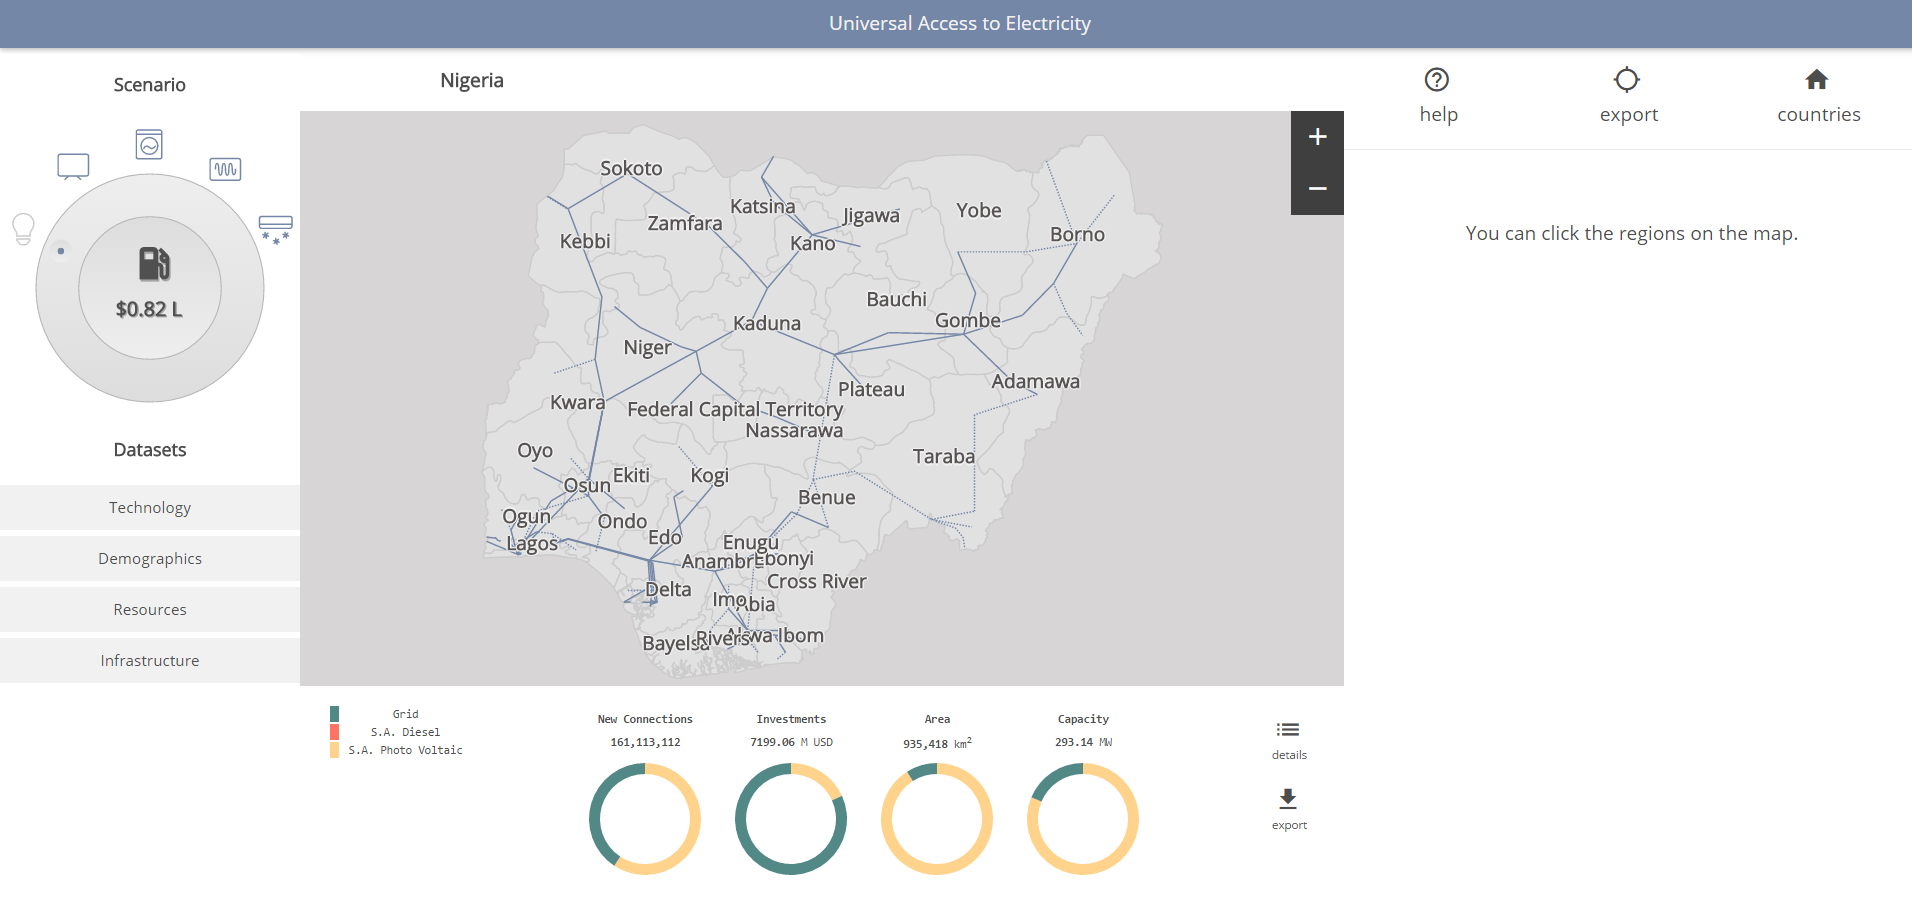 Universal Access to Electricity
Scenario
Nigeria
help
export
countries
$0.82 L
+
−
You can click the regions on the map.
Sokoto
Katsina
Zamfara
Jigawa
Yobe
Kebbi
Kano
Borno
Bauchi
Kaduna
Gombe
Niger
Adamawa
Plateau
Kwara
Federal Capital Territory
Nassarawa
Oyo
Taraba
Ekiti
Kogi
Osun
Benue
Ogun
Ondo
Lagos
Edo
Enugu
Anambra
Ebonyi
Cross River
Delta
Imo
Abia
Bayelsa
Rivers
Akwa Ibom
Datasets
Technology
Demographics
Resources
Infrastructure
Grid
S.A. Diesel
S.A. Photo Voltaic
New Connections
161,113,112
Investments
7199.06 M USD
Area
935,418 km²
Capacity
293.14 MW
details
export